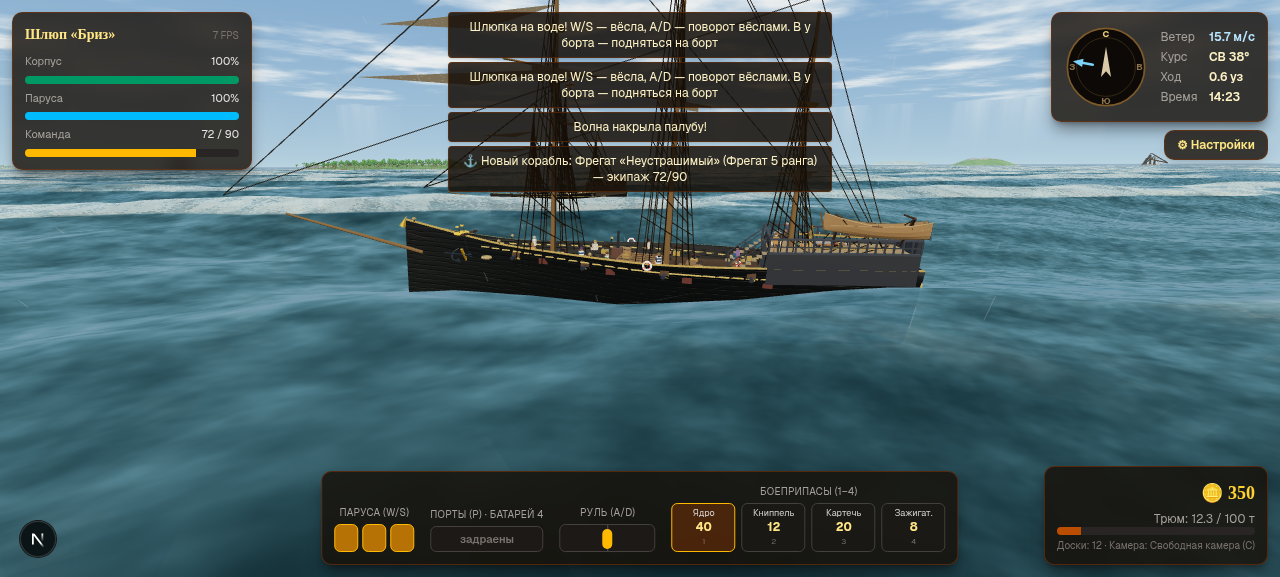 Шлюп «Бриз»
7 FPS
Корпус 100%
Паруса 100%
Команда 72 / 90
Шлюпка на воде! W/S — вёсла, A/D — поворот вёслами. B у
борта — подняться на борт
Шлюпка на воде! W/S — вёсла, A/D — поворот вёслами. B у
борта — подняться на борт
Волна накрыла палубу!
⚓ Новый корабль: Фрегат «Неустрашимый» (Фрегат 5 ранга)
— экипаж 72/90
С
З
В
Ю
Ветер 15.7 м/с
Курс СВ 38°
Ход 0.6 уз
Время 14:23
⚙ Настройки
N
ПАРУСА (W/S)
ПОРТЫ (P) · БАТАРЕЙ 4
задраены
РУЛЬ (A/D)
БОЕПРИПАСЫ (1–4)
Ядро
40
1
Книппель
12
2
Картечь
20
3
Зажигат.
8
4
350
Трюм: 12.3 / 100 т
Доски: 12 · Камера: Свободная камера (C)